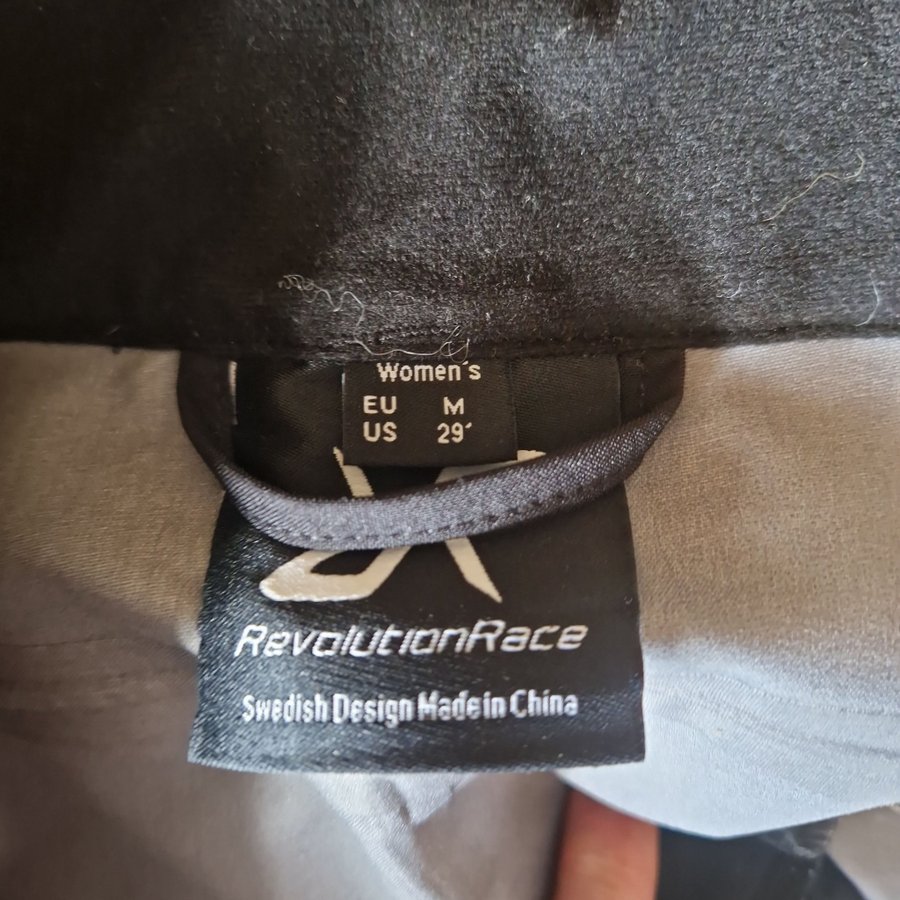 Women's
EU M
US 29'
RevolutionRace
Swedish Design Made in China